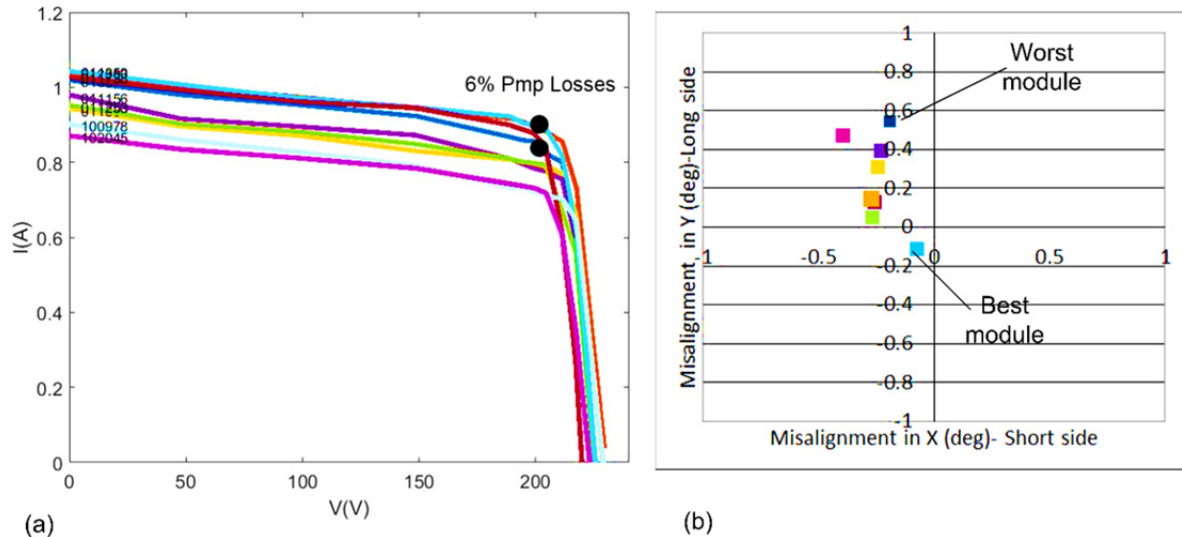 1.2
1
0.8
0.6
0.4
0.2
0
I(A)
6% Pmp Losses
011156
100978
102045
0
50
100
150
200
V(V)
(a)
1
0.8
0.6
0.4
0.2
0
-0.2
-0.4
-0.6
-0.8
-1
-1
-0.5
0
0.5
1
Worst
module
Best
module
Misalignment in Y (deg)-Long side
Misalignment in X (deg)- Short side
(b)